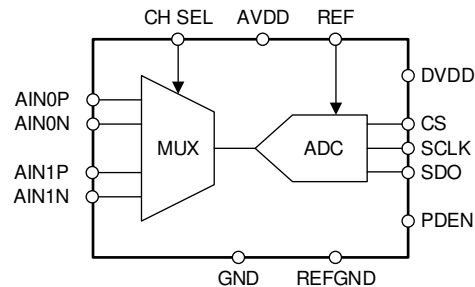 CH SEL AVDD REF
DVDD
AIN0P
AIN0N
MUX ADC
CS
SCLK
SDO
AIN1P
AIN1N
PDEN
GND REFGND